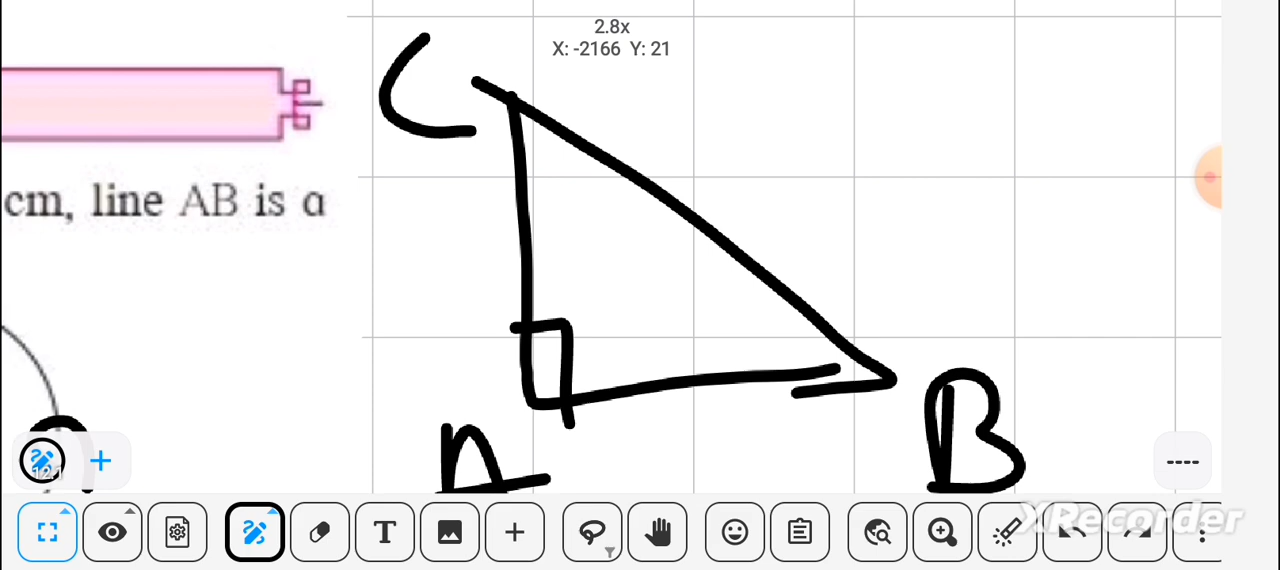 2.8x
X: -2166 Y: 21
C
cm, line AB is a
A
B
T
XRecorder